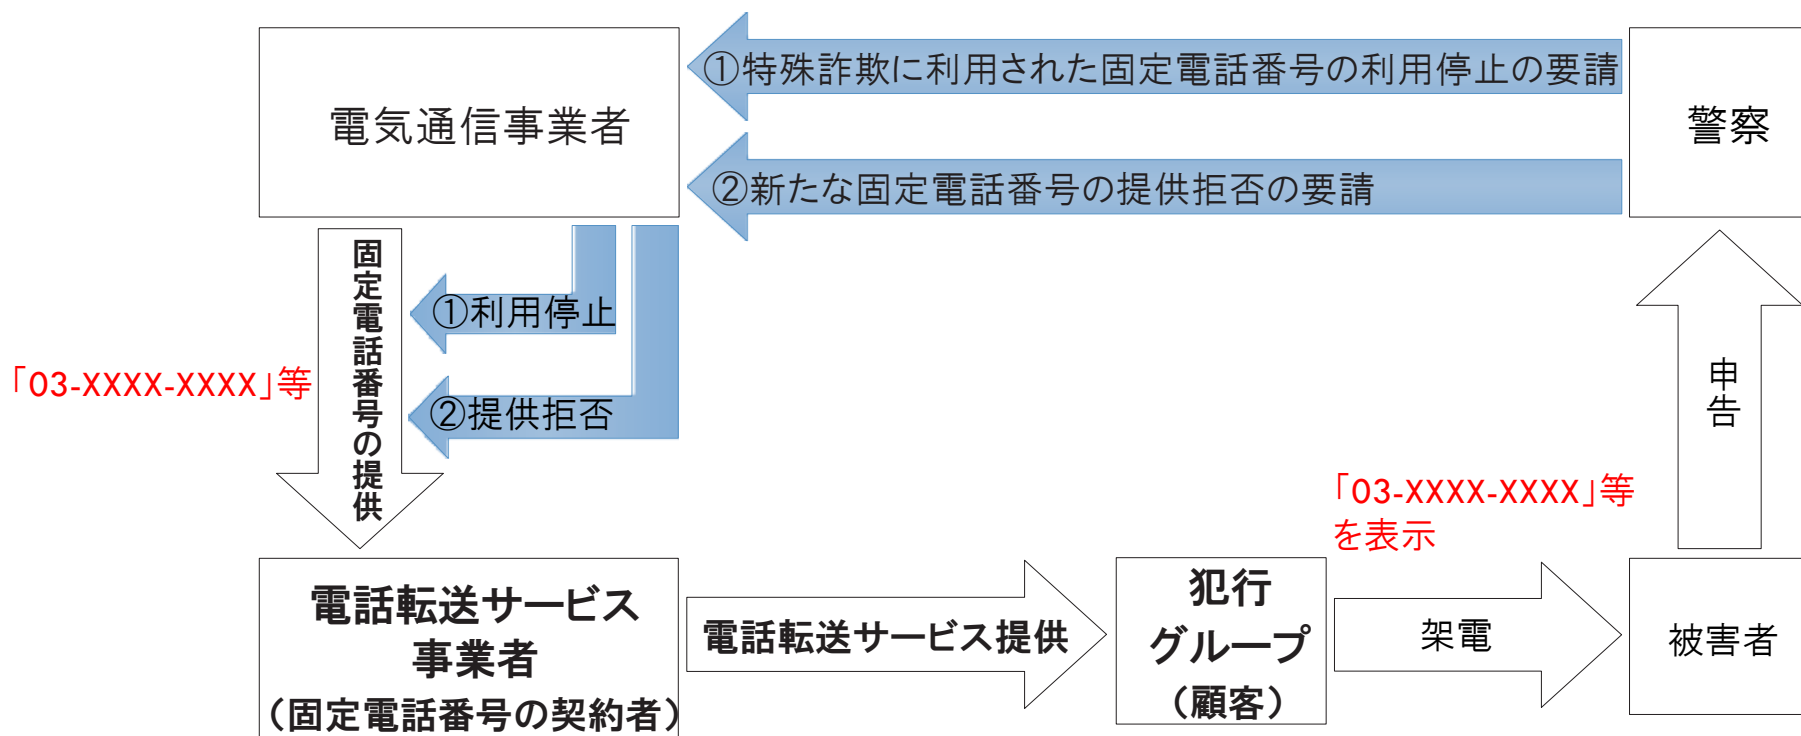 電気通信事業者
①特殊詐欺に利用された固定電話番号の利用停止の要請
②新たな固定電話番号の提供拒否の要請
警察
固定電話番号の提供
①利用停止
②提供拒否
「03-XXXX-XXXX」等
申告
「03-XXXX-XXXX」等
を表示
電話転送サービス
事業者
（固定電話番号の契約者）
電話転送サービス提供
犯行
グループ
（顧客）
架電
被害者